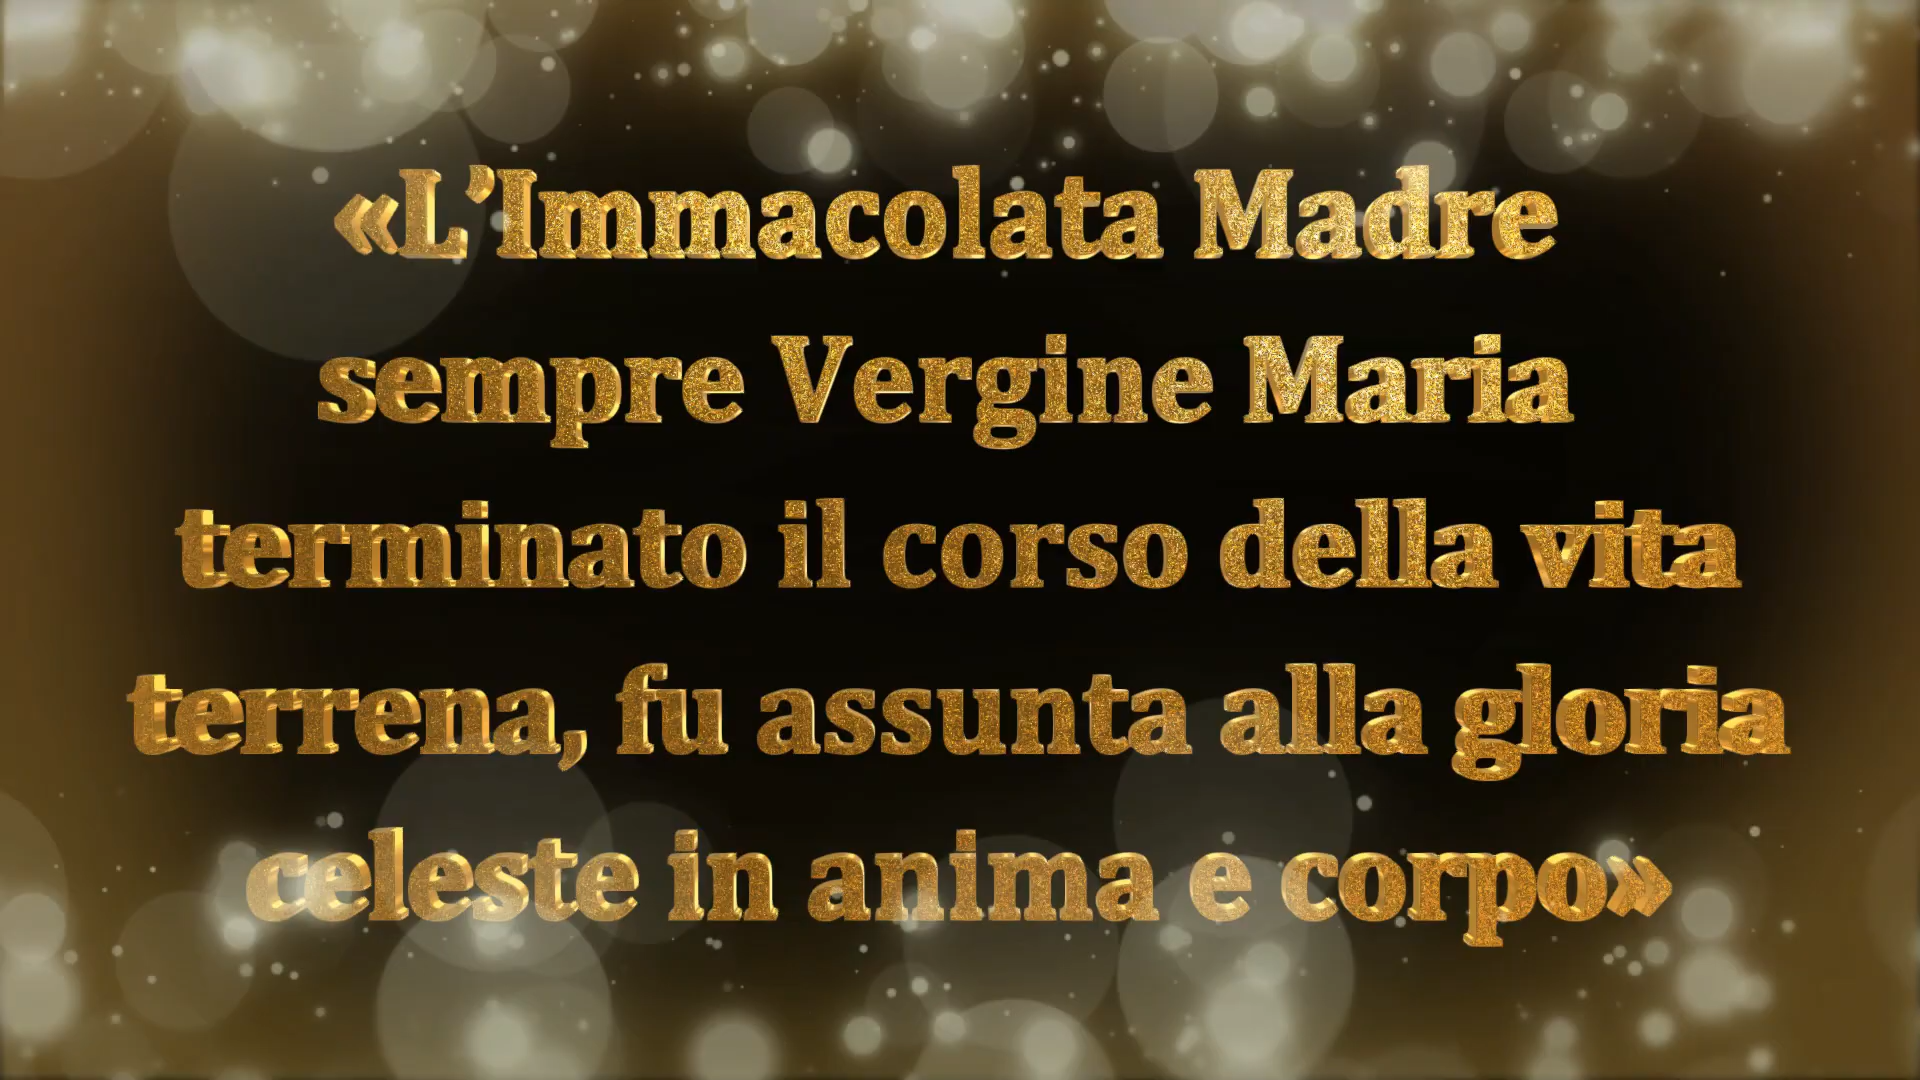 «L’Immacolata Madre
sempre Vergine Maria
terminato il corso della vita
terrena, fu assunta alla gloria
celeste in anima e corpo»